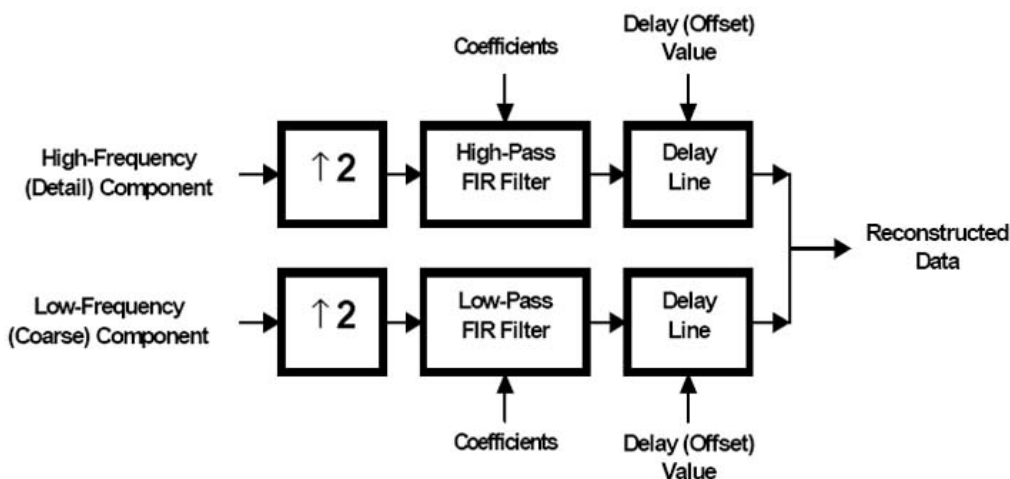 Coefficients
Delay (Offset)
Value
High-Frequency
(Detail) Component
↑2
High-Pass
FIR Filter
Delay
Line
Reconstructed
Data
Low-Frequency
(Coarse) Component
↑2
Low-Pass
FIR Filter
Delay
Line
Coefficients
Delay (Offset)
Value